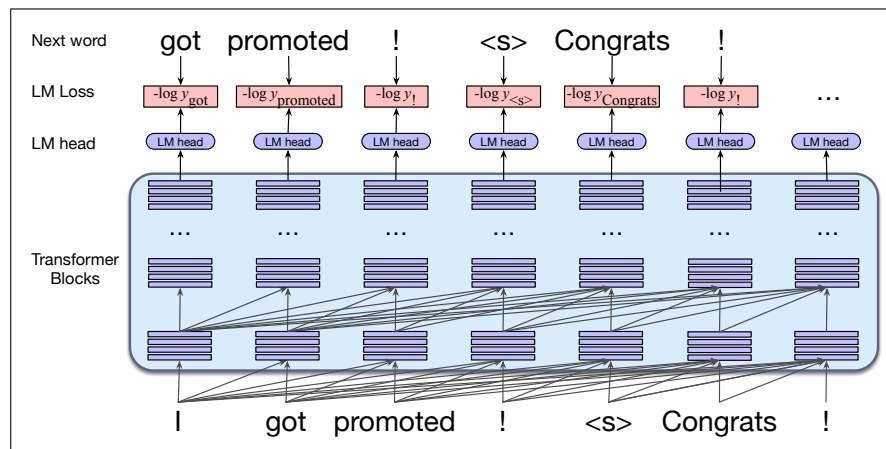 Next word got promoted ! <s> Congrats !
LM Loss -log y_got -log y_promoted -log y_! -log y_<s> -log y_Congrats -log y_! ...
LM head LM head LM head LM head LM head LM head LM head LM head
... ... ... ... ... ... ...
Transformer
Blocks
I got promoted ! <s> Congrats !